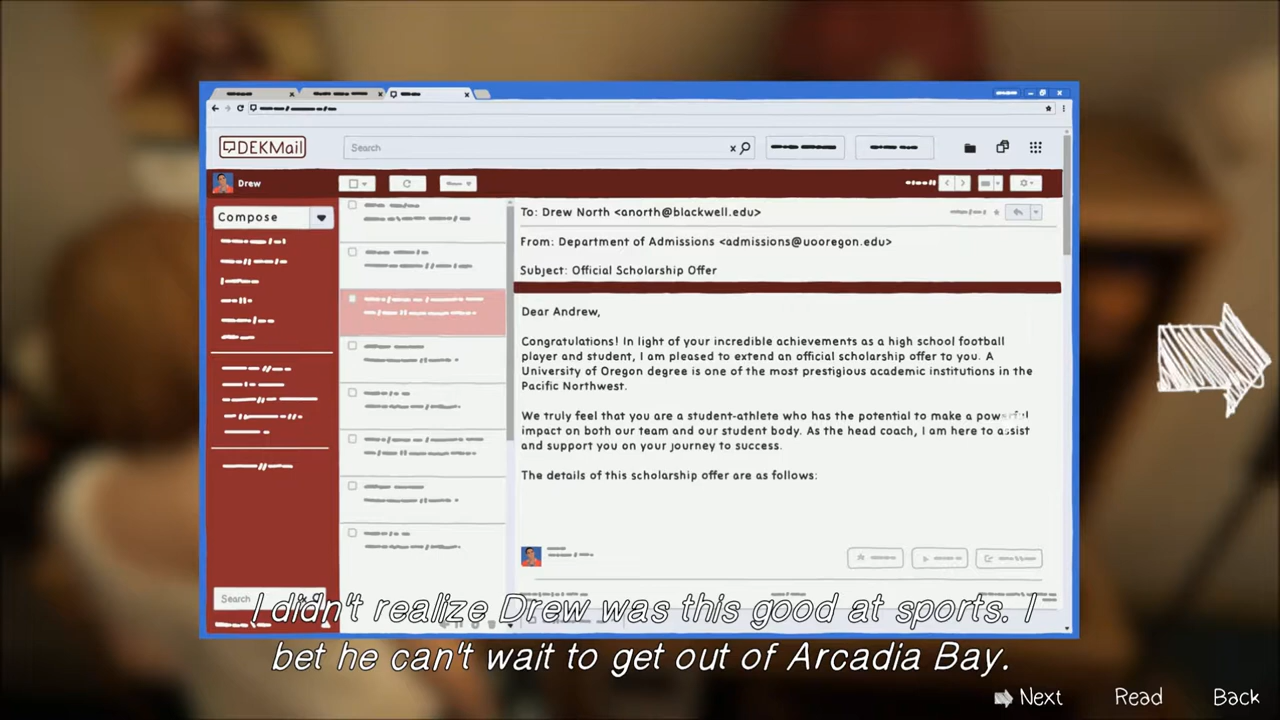 DEKMail
Search
Drew
Compose
To: Drew North <anorth@blackwell.edu>
From: Department of Admissions <admissions@uooregon.edu>
Subject: Official Scholarship Offer
Dear Andrew,
Congratulations! In light of your incredible achievements as a high school football
player and student, I am pleased to extend an official scholarship offer to you. A
University of Oregon degree is one of the most prestigious academic institutions in the
Pacific Northwest.
We truly feel that you are a student-athlete who has the potential to make a powerful
impact on both our team and our student body. As the head coach, I am here to assist
and support you on your journey to success.
The details of this scholarship offer are as follows:
Search
I didn't realize Drew was this good at sports. I
bet he can't wait to get out of Arcadia Bay.
Next Read Back